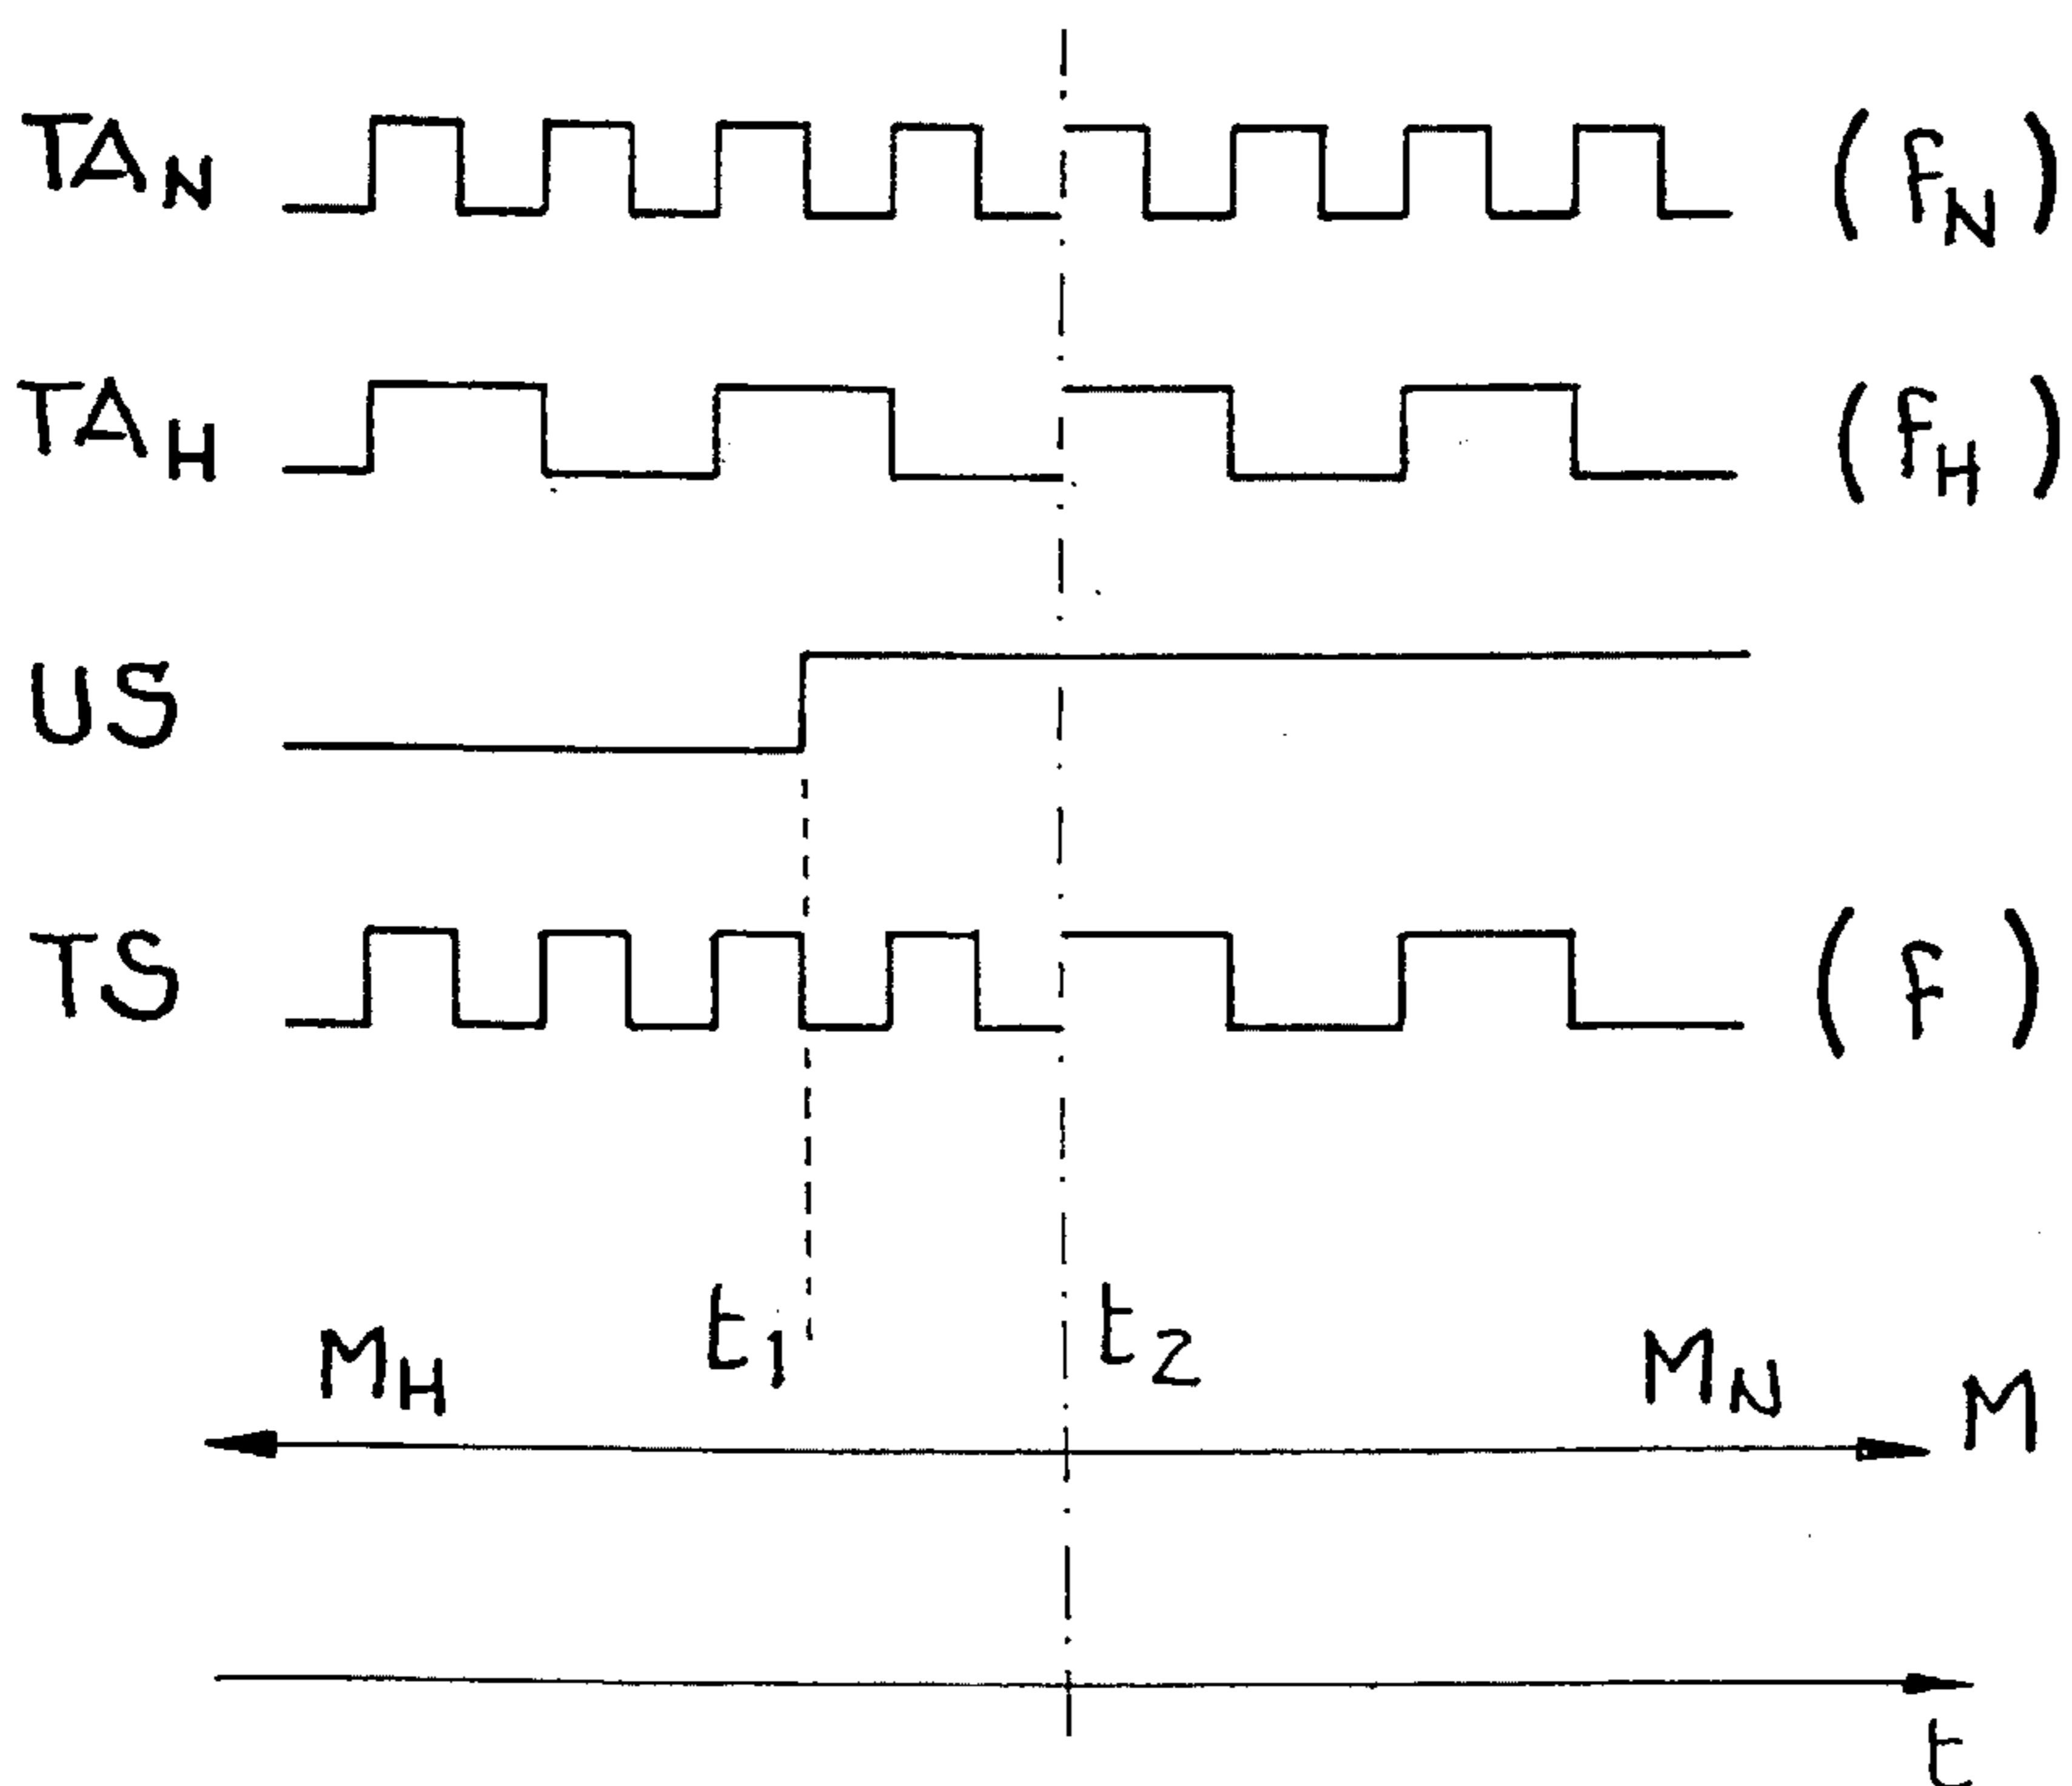 TA_N (f_N)
TA_H (f_H)
US
TS (f)
t_1 t_2
M_H M_N M
t